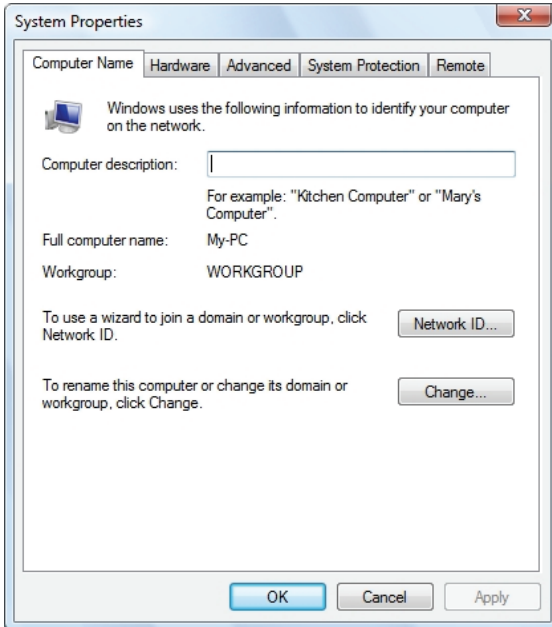 System Properties
Computer Name
Hardware
Advanced
System Protection
Remote
Windows uses the following information to identify your computer
on the network.
Computer description:
For example: "Kitchen Computer" or "Mary's
Computer".
Full computer name:
My-PC
Workgroup:
WORKGROUP
To use a wizard to join a domain or workgroup, click
Network ID.
Network ID...
To rename this computer or change its domain or
workgroup, click Change.
Change...
OK
Cancel
Apply